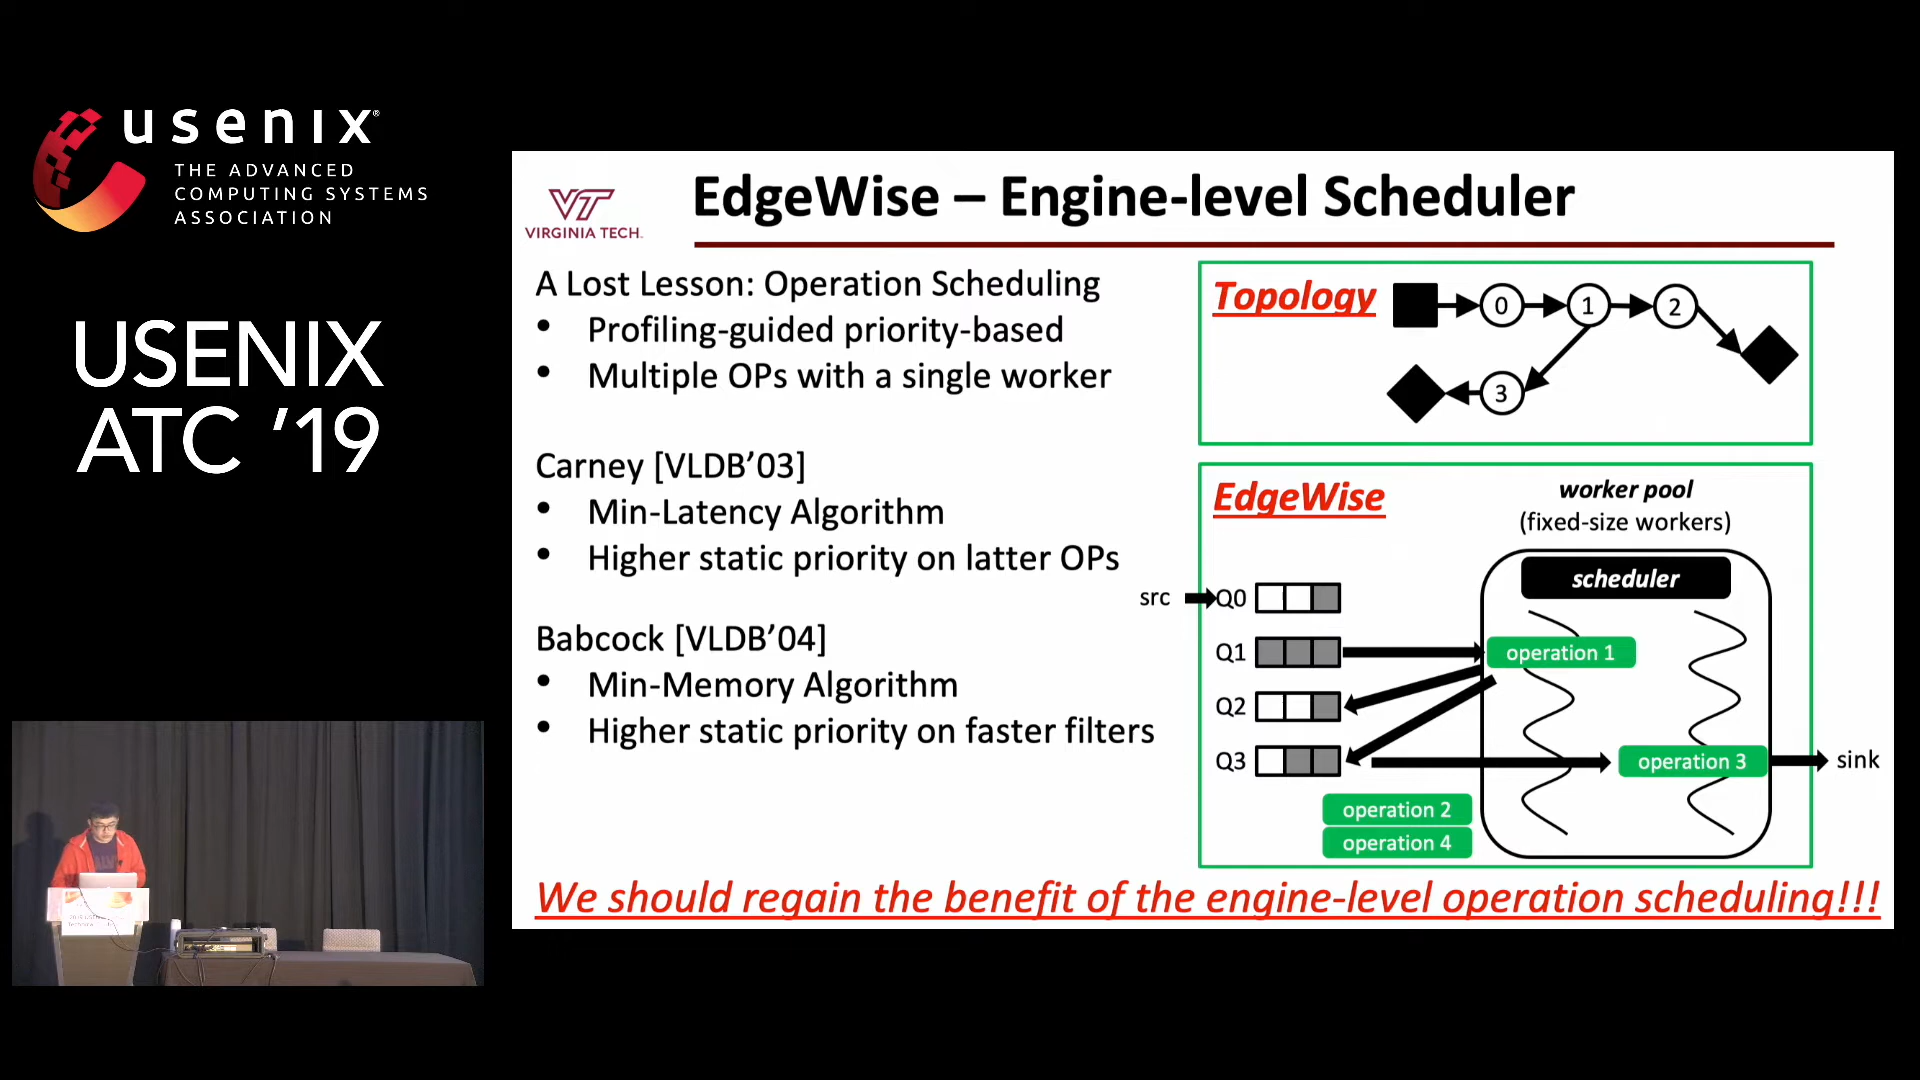 usenix®
THE ADVANCED
COMPUTING SYSTEMS
ASSOCIATION
USENIX
ATC ’19
VT
VIRGINIA TECH.
EdgeWise – Engine-level Scheduler
A Lost Lesson: Operation Scheduling
• Profiling-guided priority-based
• Multiple OPs with a single worker
Carney [VLDB’03]
• Min-Latency Algorithm
• Higher static priority on latter OPs
Babcock [VLDB’04]
• Min-Memory Algorithm
• Higher static priority on faster filters
Topology
0
1
2
3
EdgeWise
worker pool
(fixed-size workers)
scheduler
src
Q0
Q1
operation 1
Q2
Q3
operation 3
sink
operation 2
operation 4
We should regain the benefit of the engine-level operation scheduling!!!